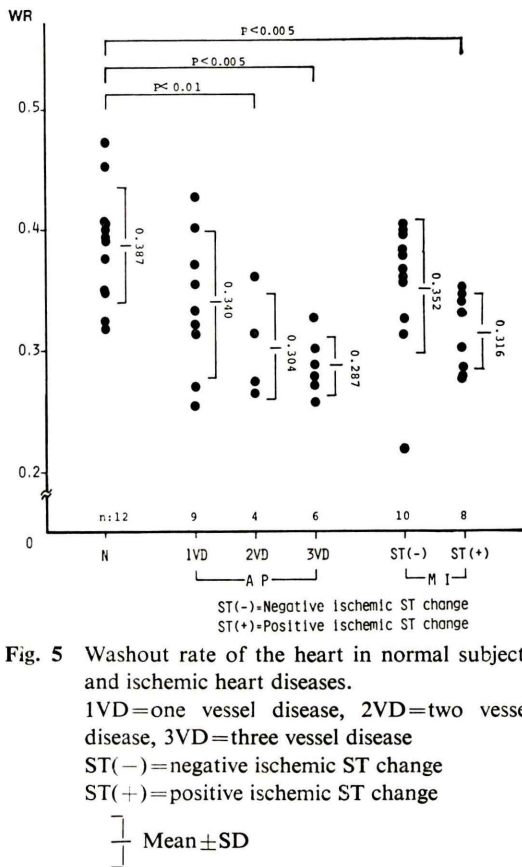 WR
P<0.005
P<0.005
P< 0.01
0.5
0.4
0.3
0.2
0
0.387
0.340
0.304
0.287
0.352
0.316
n:12 9 4 6 10 8
N 1VD 2VD 3VD ST(-) ST(+)
A P M I
ST(-)=Negative ischemic ST change
ST(+)=Positive ischemic ST change
Fig. 5 Washout rate of the heart in normal subject
and ischemic heart diseases.
1VD=one vessel disease, 2VD=two vesse
disease, 3VD=three vessel disease
ST(−)=negative ischemic ST change
ST(+)=positive ischemic ST change
Mean±SD